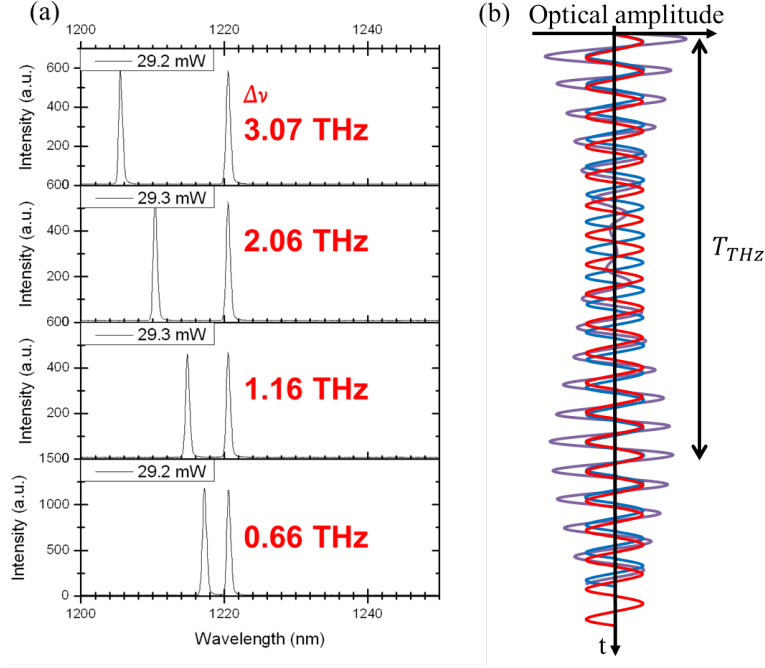 (a)
1200 1220 1240
29.2 mW
Δν
3.07 THz
Intensity (a.u.)
600
400
200
600
29.3 mW
2.06 THz
Intensity (a.u.)
400
200
600
29.3 mW
1.16 THz
Intensity (a.u.)
400
200
1500
29.2 mW
0.66 THz
Intensity (a.u.)
1000
500
0
1200 1220 1240
Wavelength (nm)
(b)
Optical amplitude
T_THz
t